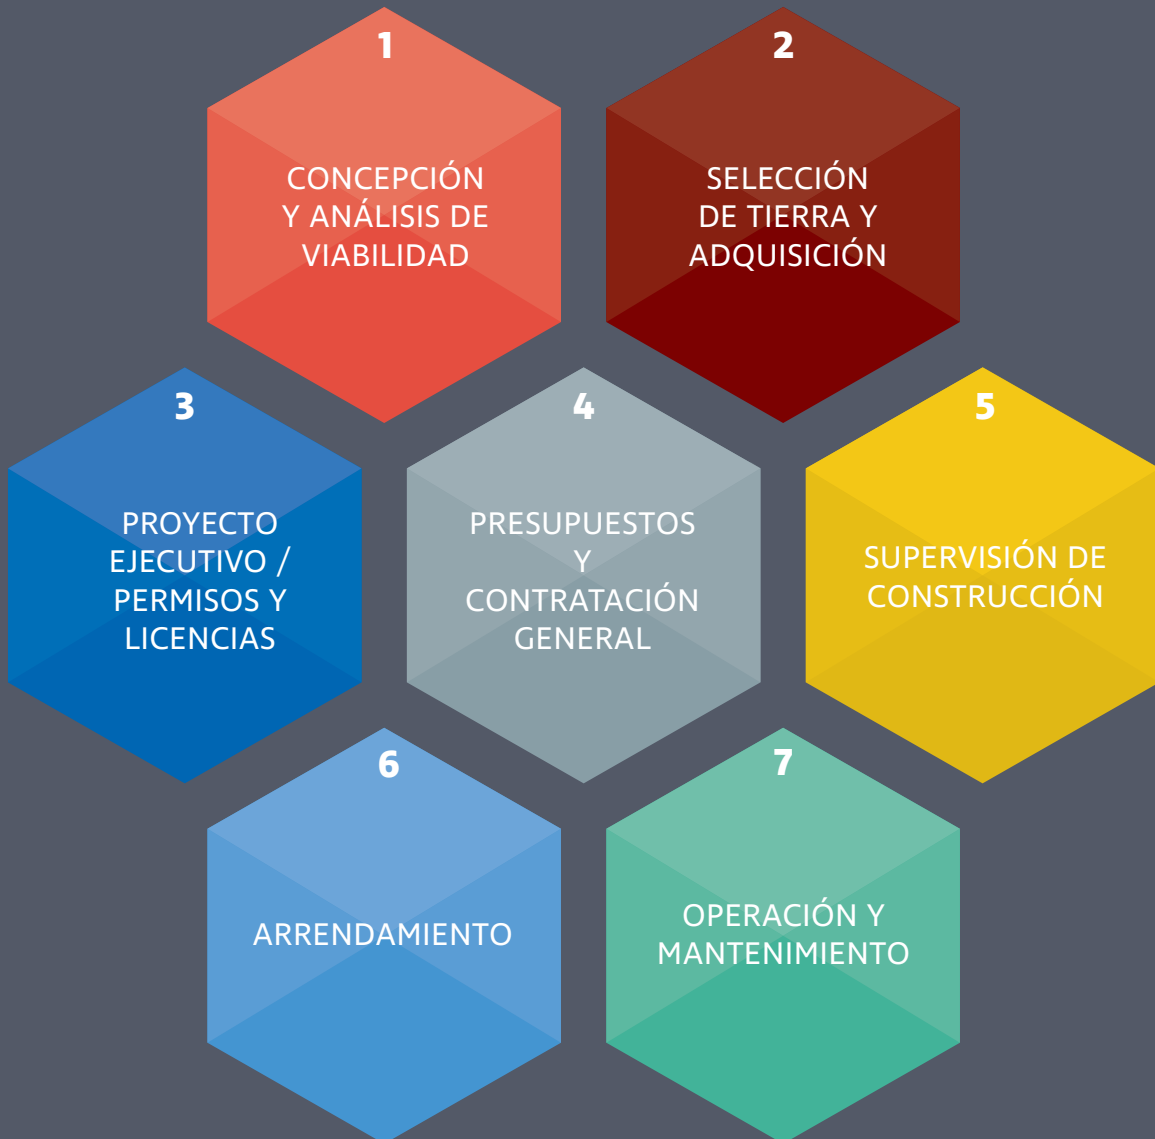 1
CONCEPCIÓN
Y ANÁLISIS DE
VIABILIDAD
2
SELECCIÓN
DE TIERRA Y
ADQUISICIÓN
3
PROYECTO
EJECUTIVO /
PERMISOS Y
LICENCIAS
4
PRESUPUESTOS
Y
CONTRATACIÓN
GENERAL
5
SUPERVISIÓN DE
CONSTRUCCIÓN
6
ARRENDAMIENTO
7
OPERACIÓN Y
MANTENIMIENTO